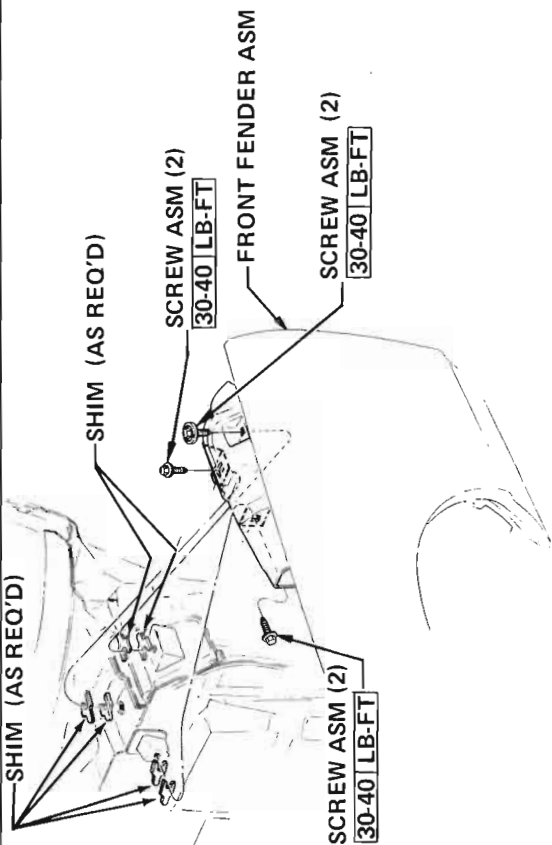 SHIM (AS REQ'D)
SHIM (AS REQ'D)
SCREW ASM (2)
30-40 LB-FT
FRONT FENDER ASM
SCREW ASM (2)
30-40 LB-FT
SCREW ASM (2)
30-40 LB-FT